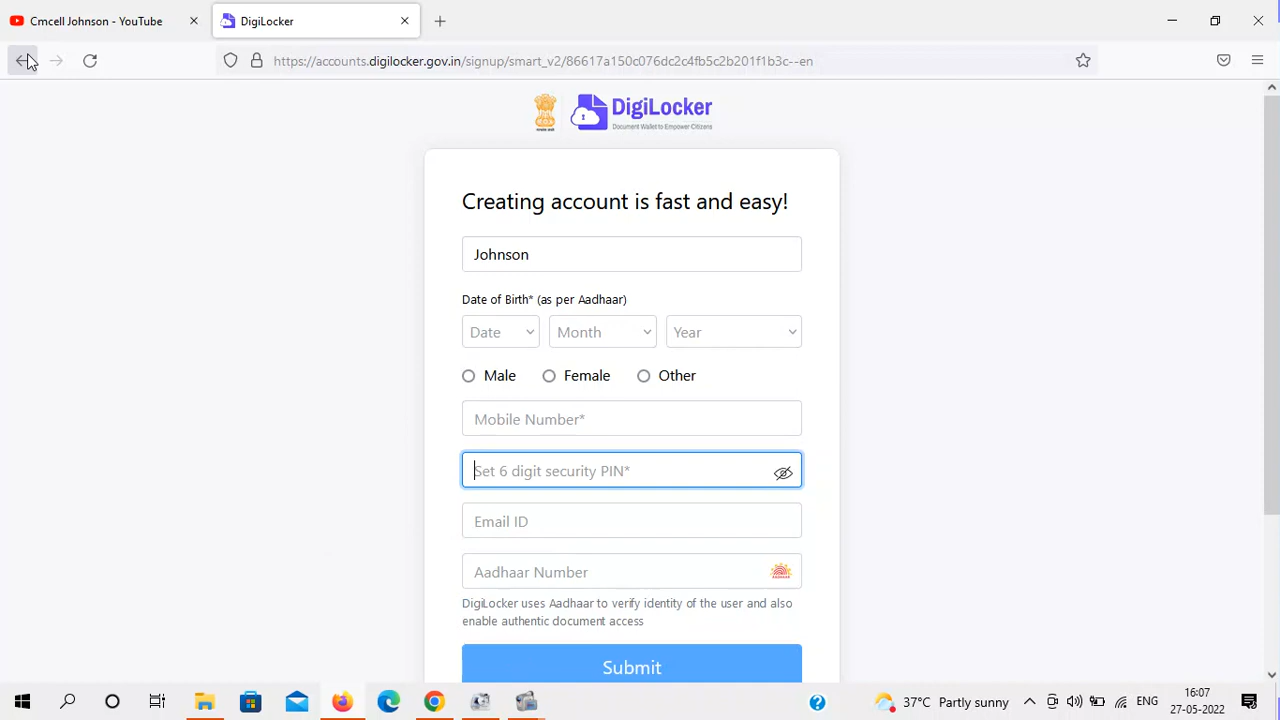 Cmcell Johnson - YouTube
DigiLocker
https://accounts.digilocker.gov.in/signup/smart_v2/86617a150c076dc2c4fb5c2b201f1b3c--en
DigiLocker
Document Wallet to Empower Citizens
Creating account is fast and easy!
Johnson
Date of Birth* (as per Aadhaar)
Date Month Year
Male Female Other
Mobile Number*
Set 6 digit security PIN*
Email ID
Aadhaar Number
DigiLocker uses Aadhaar to verify identity of the user and also
enable authentic document access
Submit
37°C Partly sunny
ENG
16:07
27-05-2022